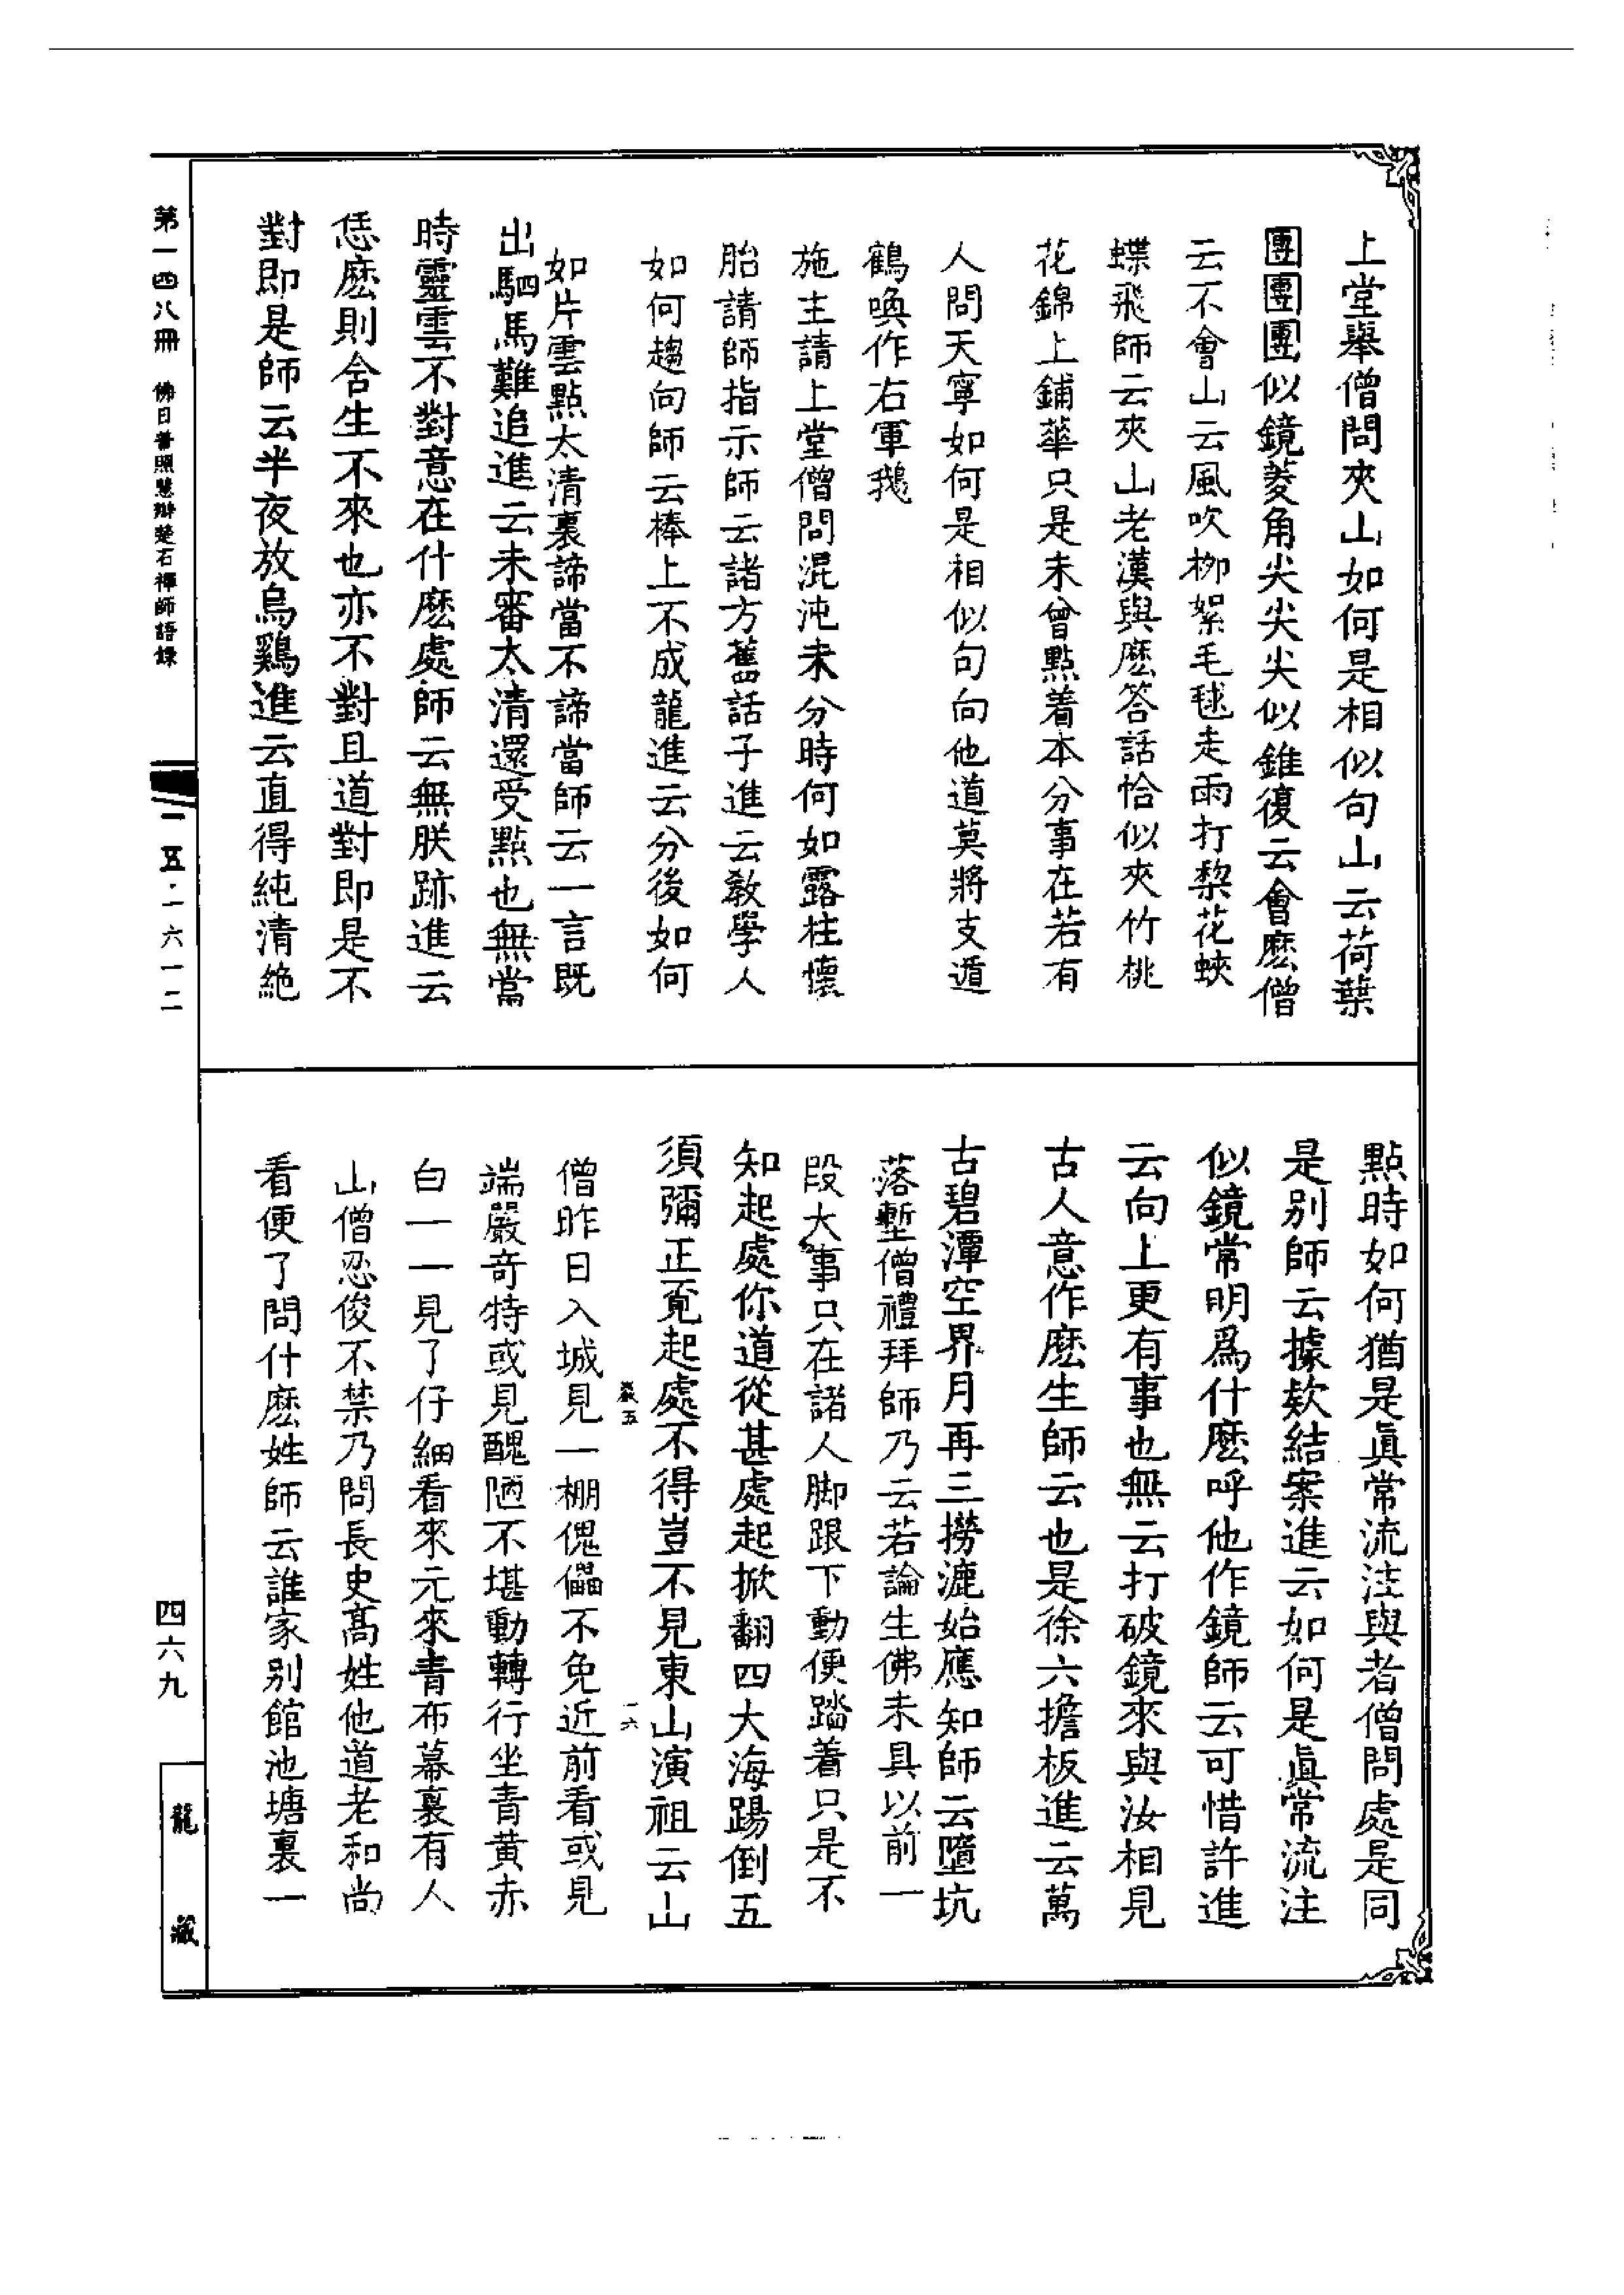 上堂舉僧問夾山如何是相似句山云荷葉
團團團似鏡菱角尖尖尖似錐復云會麽僧
云不會山云風吹柳絮毛毬走雨打棃花蛺
蝶飛師云夾山老漢與麽答話恰似夾竹桃
花錦上鋪華只是未曾點着本分事在若有
人問天寧如何是相似句向他道莫將支遁
鶴喚作右軍鵝
施主請上堂僧問混沌未分時何如露柱懷
胎請師指示師云諸方舊話子進云敎學人
如何趨向師云棒上不成龍進云分後如何
如片雲點太清裏諦當不諦當師云一言既
出駟馬難追進云未審太清還受點也無當
時靈雲不對意在什麽處師云無朕跡進云
恁麽則含生不來也亦不對且道對即是不
對即是師云半夜放烏鷄進云直得純清絶
點時如何猶是眞常流注與者僧問處是同
是别師云據欵結案進云如何是眞常流注
似鏡常明爲什麽呼他作鏡師云可惜許進
云向上更有事也無云打破鏡來與汝相見
古人意作麽生師云也是徐六擔板進云萬
古碧潭空界月再三撈漉始應知師云墮坑
落塹僧禮拜師乃云若論生佛未具以前一
段大事只在諸人脚跟下動便踏着只是不
知起處你道從甚處起掀翻四大海踢倒五
須彌正覓起處不得豈不見東山演祖云山
巖五
一六
僧昨日入城見一棚傀儡不免近前看或見
端嚴奇特或見醜陋不堪動轉行坐青黄赤
白一一見了仔細看來元來青布幕裏有人
山僧忍俊不禁乃問長史髙姓他道老和尚
看便了問什麽姓師云誰家别館池塘裏一
第一四八冊 佛日普照慧辯楚石禪師語錄
一五·一六一二
四六九
龍藏